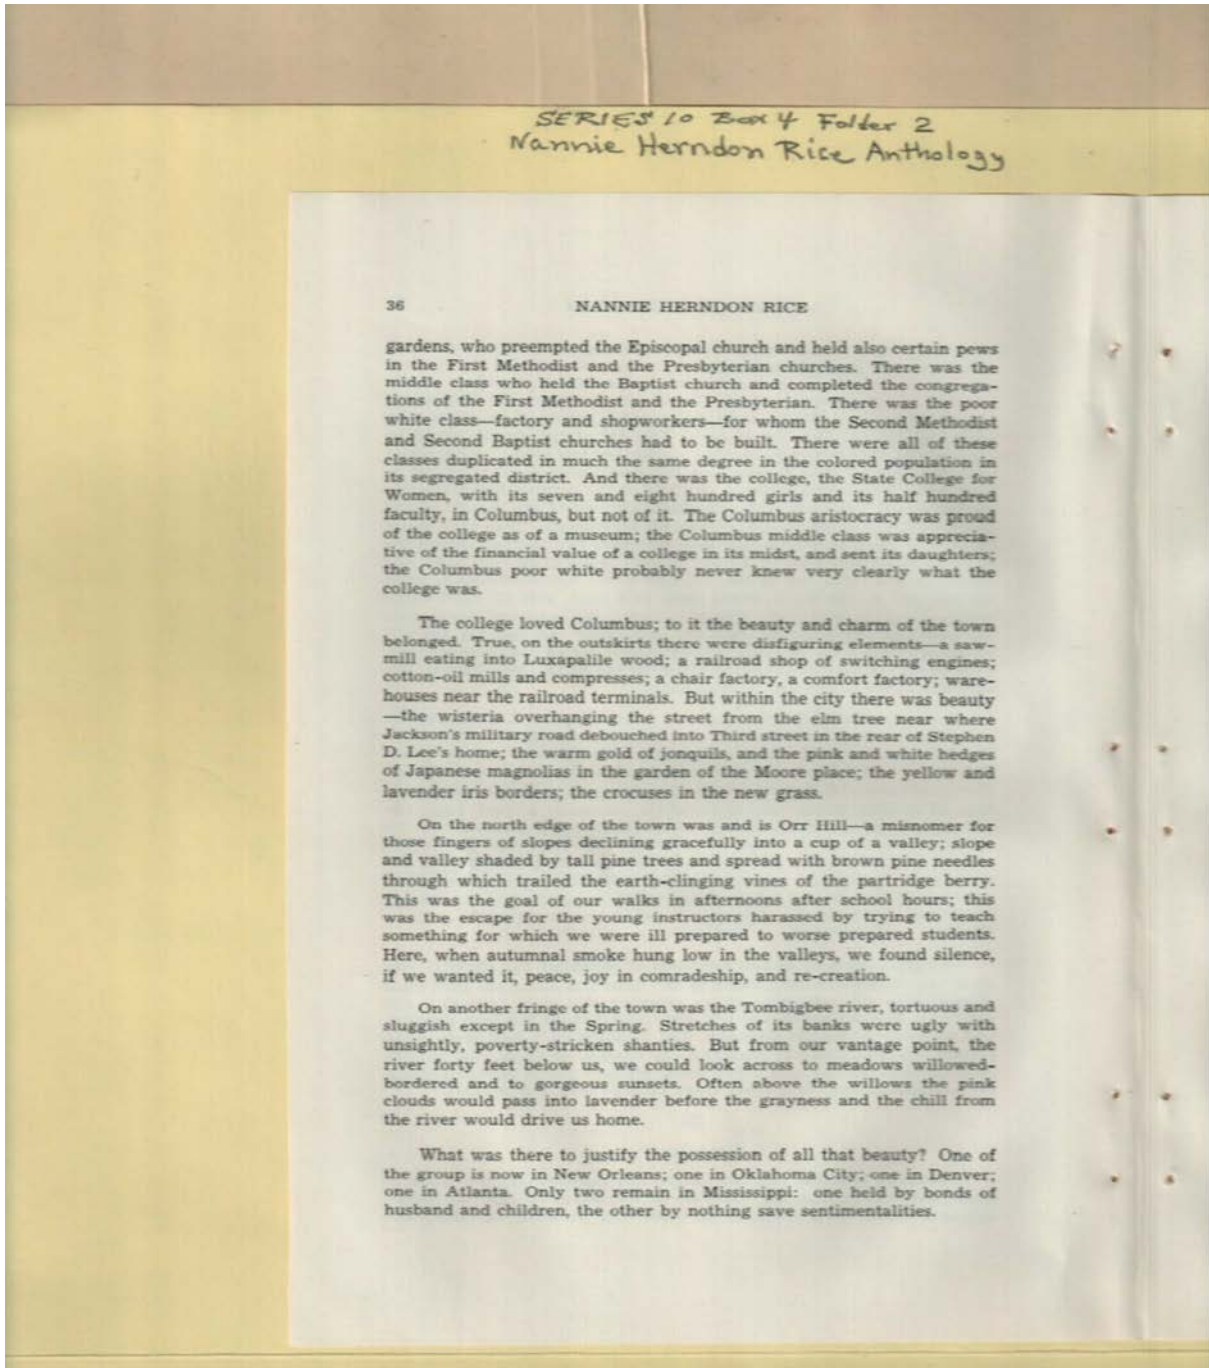 SERIES 10 Box 4 Folder 2
Nannie Herndon Rice Anthology
36 NANNIE HERNDON RICE
gardens, who preempted the Episcopal church and held also certain pews
in the First Methodist and the Presbyterian churches. There was the
middle class who held the Baptist church and completed the congrega-
tions of the First Methodist and the Presbyterian. There was the poor
white class—factory and shopworkers—for whom the Second Methodist
and Second Baptist churches had to be built. There were all of these
classes duplicated in much the same degree in the colored population in
its segregated district. And there was the college, the State College for
Women, with its seven and eight hundred girls and its half hundred
faculty, in Columbus, but not of it. The Columbus aristocracy was proud
of the college as of a museum; the Columbus middle class was apprecia-
tive of the financial value of a college in its midst, and sent its daughters;
the Columbus poor white probably never knew very clearly what the
college was.
The college loved Columbus; to it the beauty and charm of the town
belonged. True, on the outskirts there were disfiguring elements—a saw-
mill eating into Luxapalile wood; a railroad shop of switching engines;
cotton-oil mills and compresses; a chair factory, a comfort factory; ware-
houses near the railroad terminals. But within the city there was beauty
—the wisteria overhanging the street from the elm tree near where
Jackson's military road debouched into Third street in the rear of Stephen
D. Lee's home; the warm gold of jonquils, and the pink and white hedges
of Japanese magnolias in the garden of the Moore place; the yellow and
lavender iris borders; the crocuses in the new grass.
On the north edge of the town was and is Orr Hill—a misnomer for
those fingers of slopes declining gracefully into a cup of a valley; slope
and valley shaded by tall pine trees and spread with brown pine needles
through which trailed the earth-clinging vines of the partridge berry.
This was the goal of our walks in afternoons after school hours; this
was the escape for the young instructors harassed by trying to teach
something for which we were ill prepared to worse prepared students.
Here, when autumnal smoke hung low in the valleys, we found silence,
if we wanted it, peace, joy in comradeship, and re-creation.
On another fringe of the town was the Tombigbee river, tortuous and
sluggish except in the Spring. Stretches of its banks were ugly with
unsightly, poverty-stricken shanties. But from our vantage point, the
river forty feet below us, we could look across to meadows willowed-
bordered and to gorgeous sunsets. Often above the willows the pink
clouds would pass into lavender before the grayness and the chill from
the river would drive us home.
What was there to justify the possession of all that beauty? One of
the group is now in New Orleans; one in Oklahoma City; one in Denver;
one in Atlanta. Only two remain in Mississippi: one held by bonds of
husband and children, the other by nothing save sentimentalities.